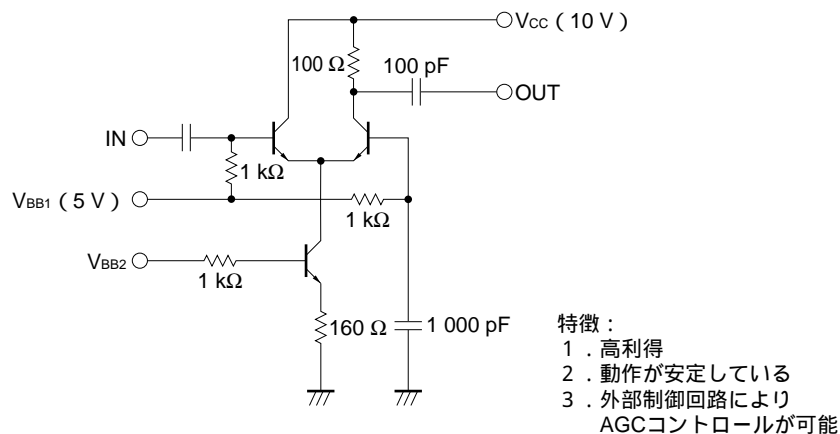 VCC ( 10 V )
100 Ω
100 pF
OUT
IN
1 kΩ
VBB1 ( 5 V )
1 kΩ
VBB2
1 kΩ
160 Ω
1 000 pF
特徴：
1．高利得
2．動作が安定している
3．外部制御回路により
AGCコントロールが可能